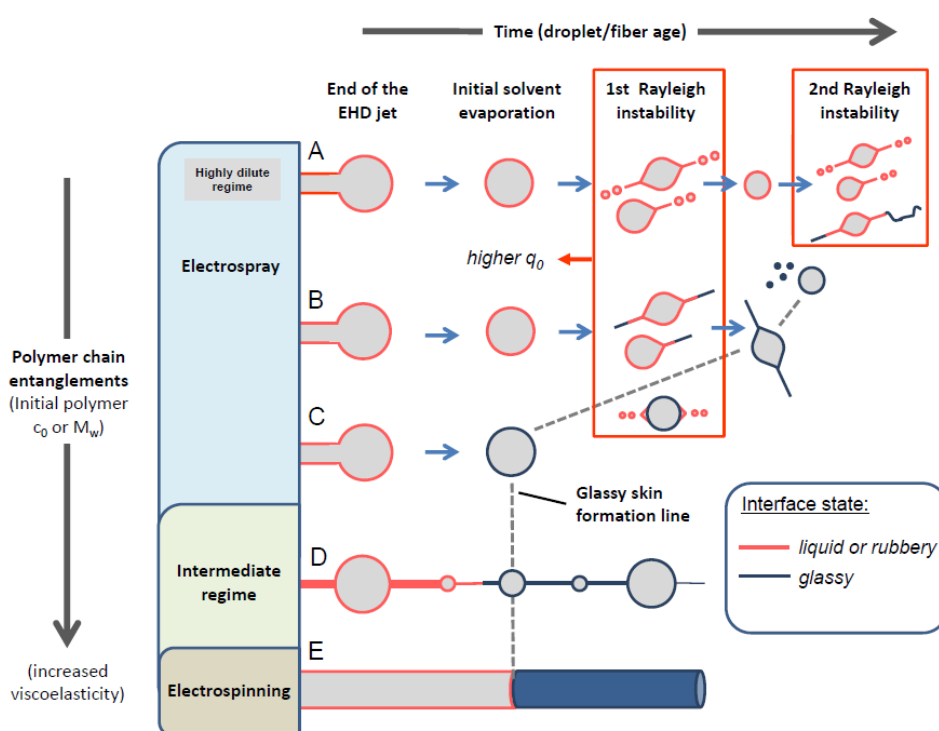 Time (droplet/fiber age)
End of the
EHD jet
Initial solvent
evaporation
1st Rayleigh
instability
2nd Rayleigh
instability
A
Highly dilute
regime
higher q0
Electrospray
B
Polymer chain
entanglements
(Initial polymer
c0 or Mw)
C
Glassy skin
formation line
Interface state:
liquid or rubbery
glassy
D
Intermediate
regime
E
(increased
viscoelasticity)
Electrospinning